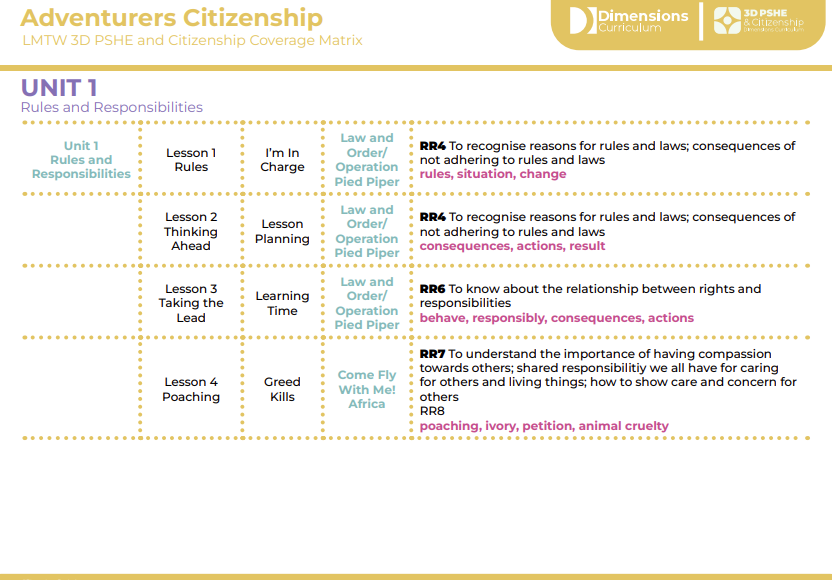 Adventurers Citizenship
LMTW 3D PSHE and Citizenship Coverage Matrix
Dimensions
Curriculum
3D PSHE
& Citizenship
Dimensions Curriculum
UNIT 1
Rules and Responsibilities
Unit 1
Rules and
Responsibilities
Lesson 1
Rules
I'm In
Charge
Law and
Order/
Operation
Pied Piper
RR4 To recognise reasons for rules and laws; consequences of
not adhering to rules and laws
rules, situation, change
Lesson 2
Thinking
Ahead
Lesson
Planning
Law and
Order/
Operation
Pied Piper
RR4 To recognise reasons for rules and laws; consequences of
not adhering to rules and laws
consequences, actions, result
Lesson 3
Taking the
Lead
Learning
Time
Law and
Order/
Operation
Pied Piper
RR6 To know about the relationship between rights and
responsibilities
behave, responsibly, consequences, actions
Lesson 4
Poaching
Greed
Kills
Come Fly
With Me!
Africa
RR7 To understand the importance of having compassion
towards others; shared responsibilitiy we all have for caring
for others and living things; how to show care and concern for
others
RR8
poaching, ivory, petition, animal cruelty